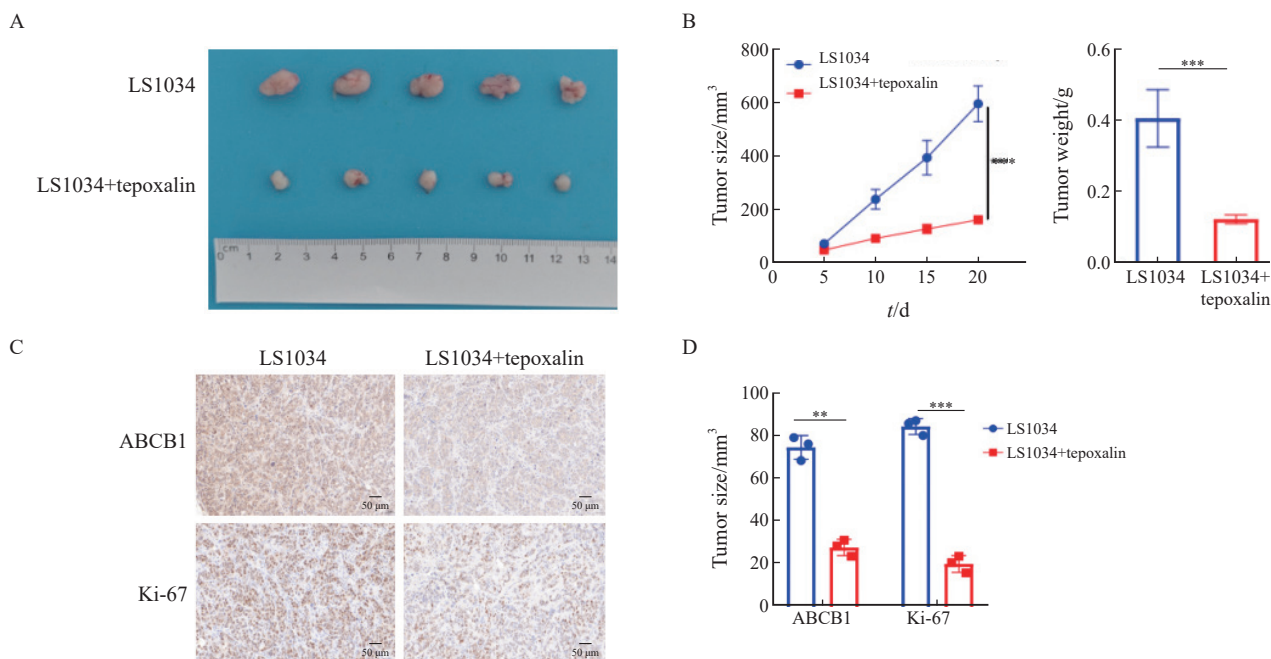 A
LS1034
LS1034+tepoxalin
cm
0 1 2 3 4 5 6 7 8 9 10 11 12 13 14
B
Tumor size/mm³
800
600
400
200
0
0 5 10 15 20
t/d
LS1034
LS1034+tepoxalin
****
Tumor weight/g
0.6
0.4
0.2
0.0
***
LS1034
LS1034+
tepoxalin
C
LS1034 LS1034+tepoxalin
ABCB1
50 μm 50 μm
Ki-67
50 μm 50 μm
D
Tumor size/mm³
100
80
60
40
20
0
** ***
ABCB1 Ki-67
LS1034
LS1034+tepoxalin